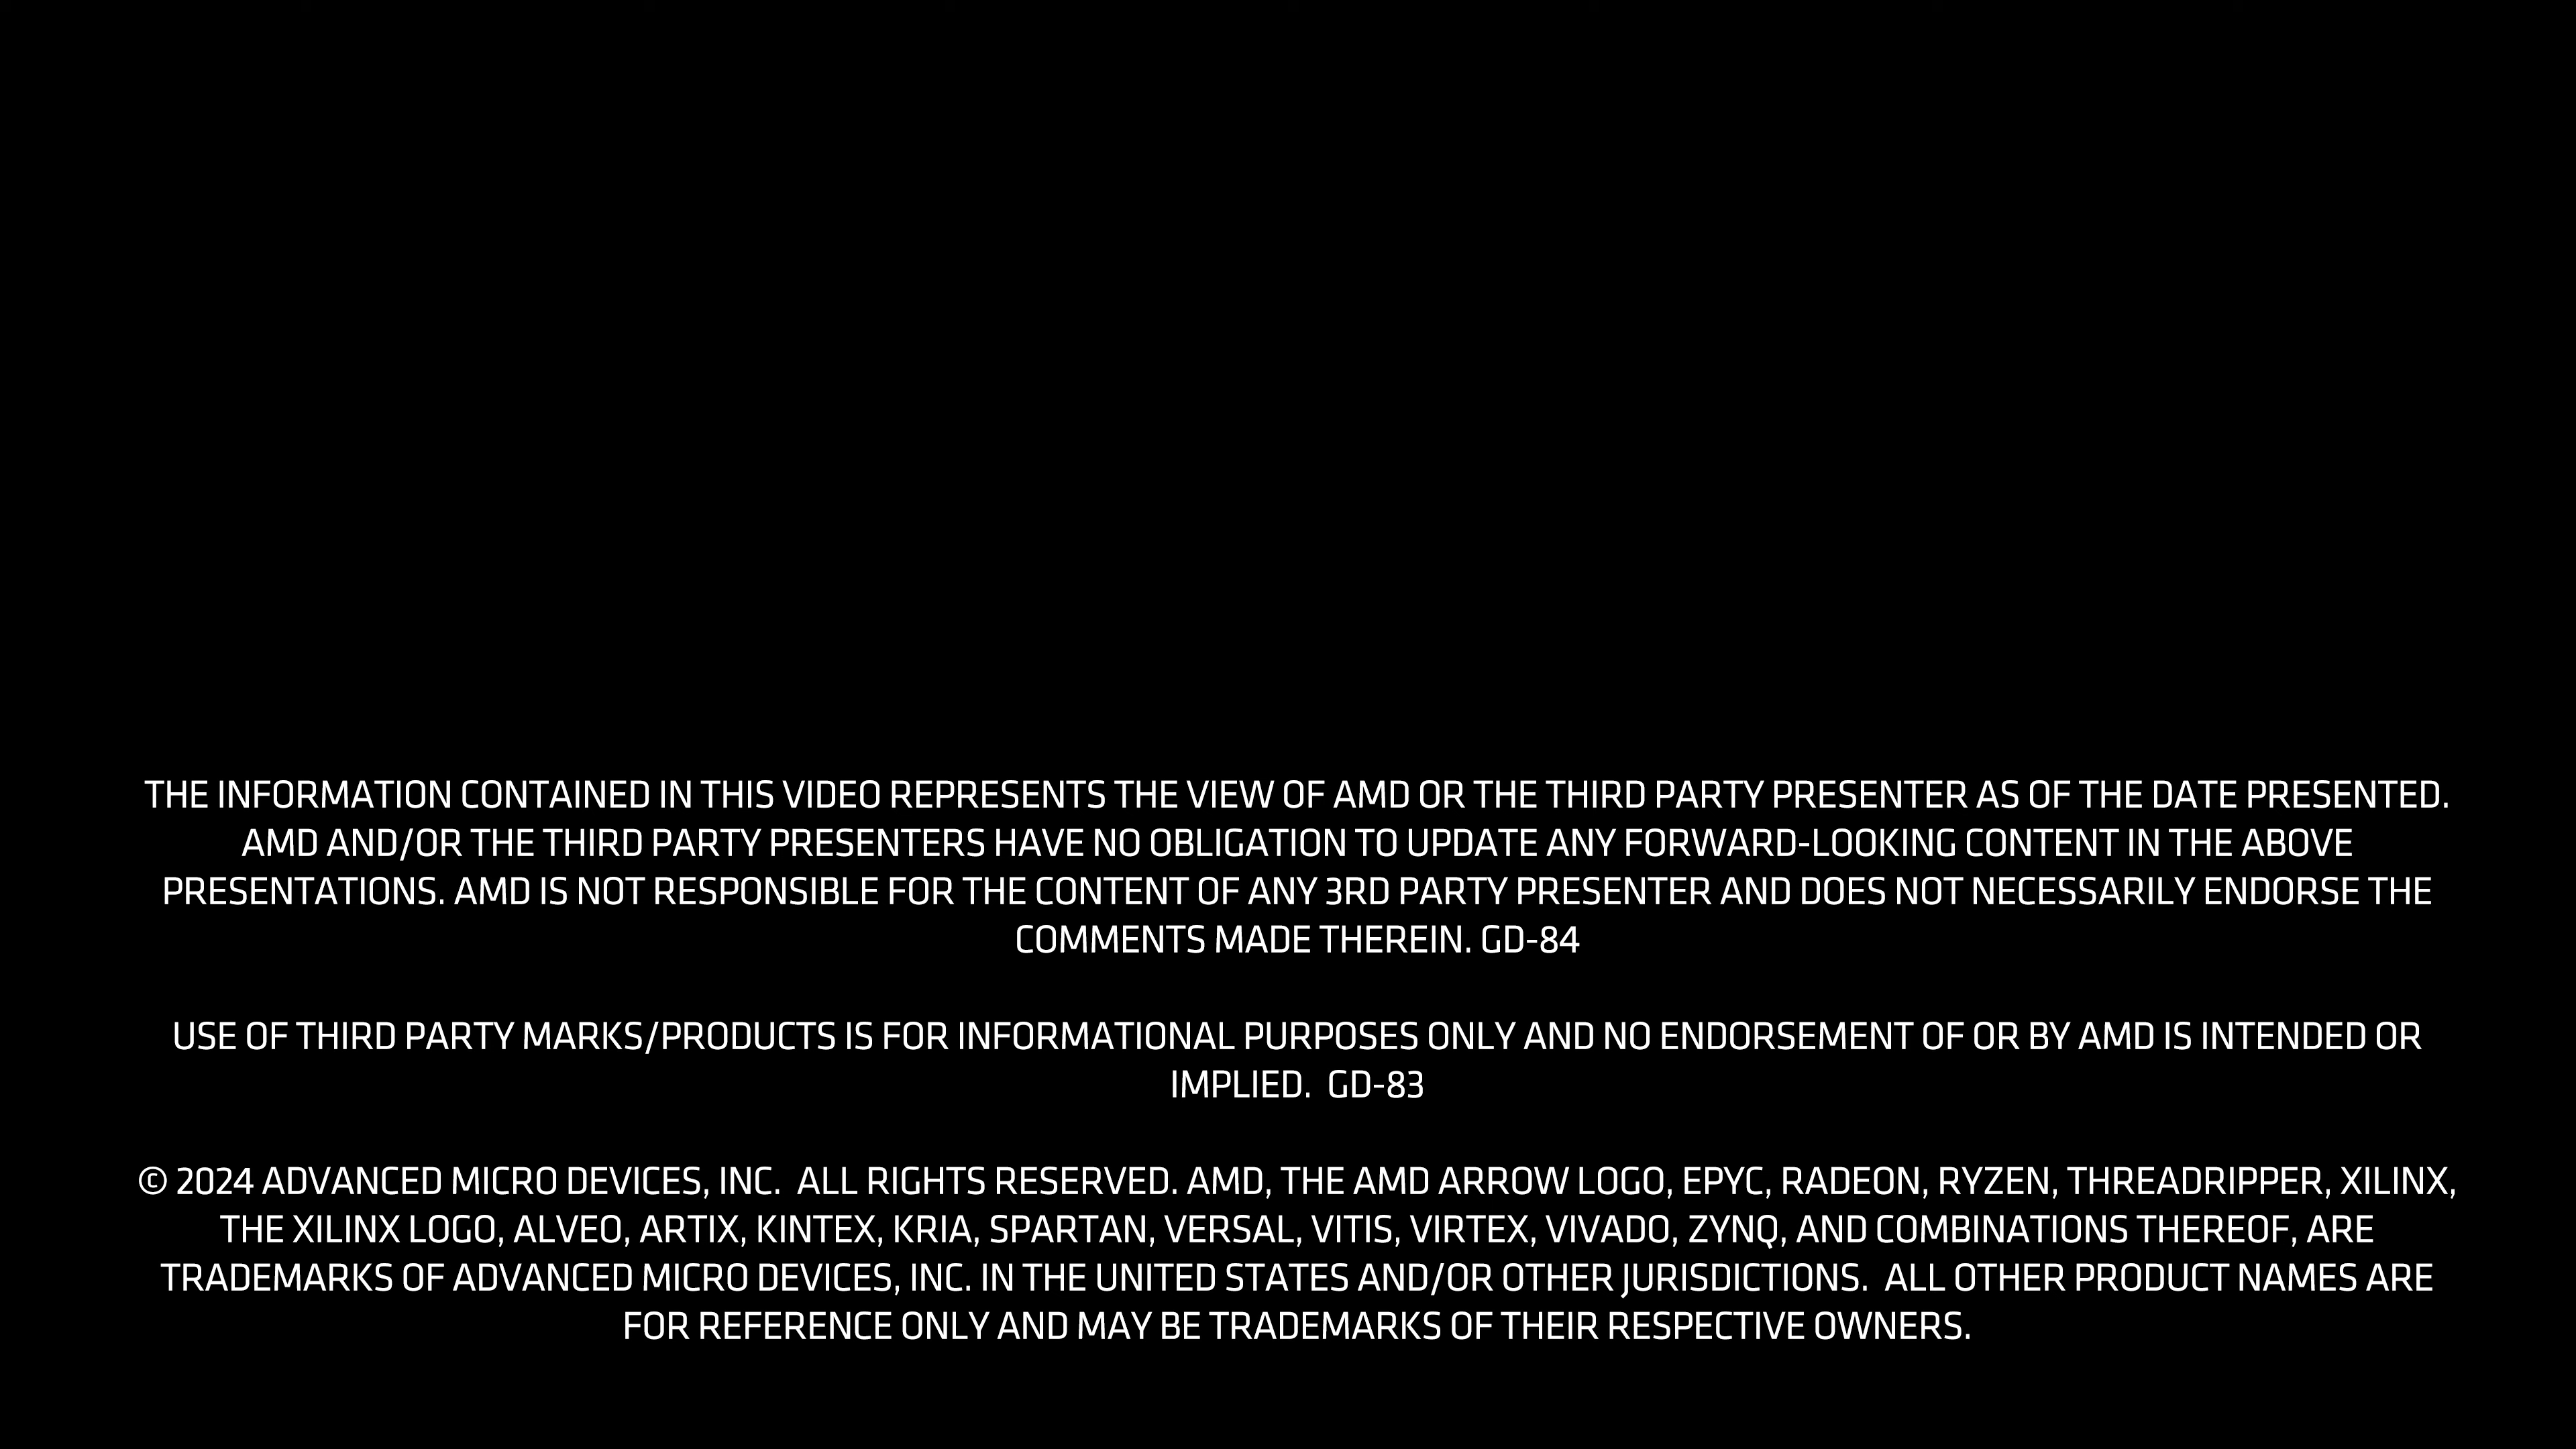 THE INFORMATION CONTAINED IN THIS VIDEO REPRESENTS THE VIEW OF AMD OR THE THIRD PARTY PRESENTER AS OF THE DATE PRESENTED.
AMD AND/OR THE THIRD PARTY PRESENTERS HAVE NO OBLIGATION TO UPDATE ANY FORWARD-LOOKING CONTENT IN THE ABOVE
PRESENTATIONS. AMD IS NOT RESPONSIBLE FOR THE CONTENT OF ANY 3RD PARTY PRESENTER AND DOES NOT NECESSARILY ENDORSE THE
COMMENTS MADE THEREIN. GD-84
USE OF THIRD PARTY MARKS/PRODUCTS IS FOR INFORMATIONAL PURPOSES ONLY AND NO ENDORSEMENT OF OR BY AMD IS INTENDED OR
IMPLIED.  GD-83
© 2024 ADVANCED MICRO DEVICES, INC.  ALL RIGHTS RESERVED. AMD, THE AMD ARROW LOGO, EPYC, RADEON, RYZEN, THREADRIPPER, XILINX,
THE XILINX LOGO, ALVEO, ARTIX, KINTEX, KRIA, SPARTAN, VERSAL, VITIS, VIRTEX, VIVADO, ZYNQ, AND COMBINATIONS THEREOF, ARE
TRADEMARKS OF ADVANCED MICRO DEVICES, INC. IN THE UNITED STATES AND/OR OTHER JURISDICTIONS.  ALL OTHER PRODUCT NAMES ARE
FOR REFERENCE ONLY AND MAY BE TRADEMARKS OF THEIR RESPECTIVE OWNERS.